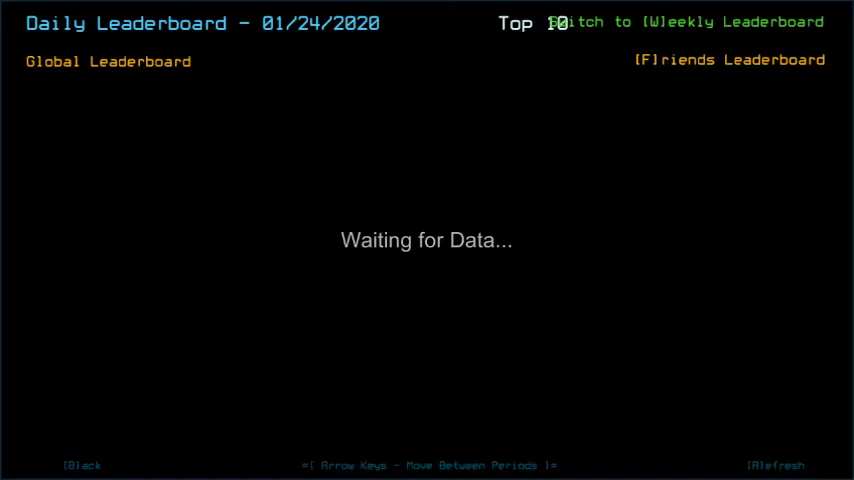 Daily Leaderboard - 01/24/2020
Top 10
Switch to [W]eekly Leaderboard
Global Leaderboard
[F]riends Leaderboard
Waiting for Data...
[B]ack
=[ Arrow Keys - Move Between Periods ]=
[R]efresh